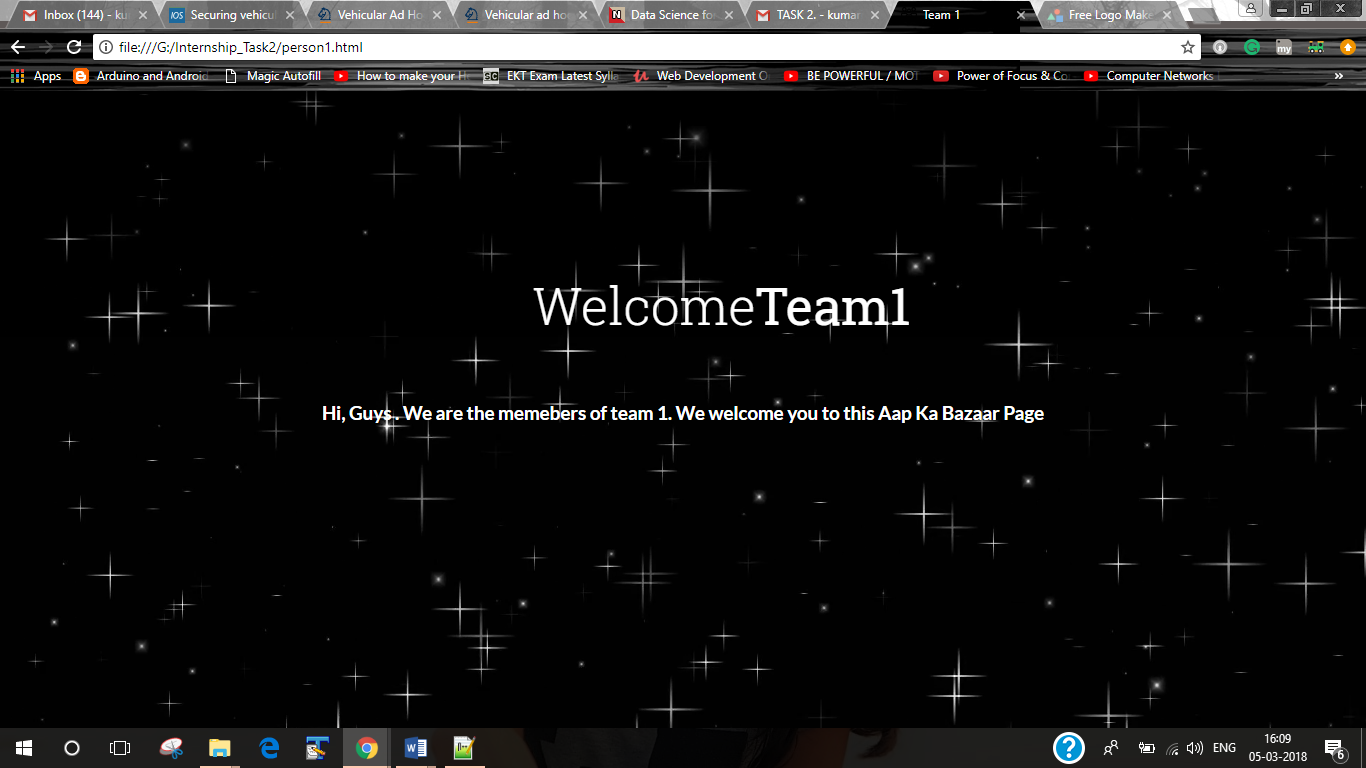 Inbox (144) - ku
Securing vehicu
Vehicular Ad Ho
Vehicular ad ho
Data Science fo
TASK 2. - kumar
Team 1
Free Logo Make
file:///G:/Internship_Task2/person1.html
Apps
Arduino and Android
Magic Autofill
How to make your H
EKT Exam Latest Sylla
Web Development O
BE POWERFUL / MOT
Power of Focus & Co
Computer Networks
WelcomeTeam1
Hi, Guys . We are the memebers of team 1. We welcome you to this Aap Ka Bazaar Page
ENG
16:09
05-03-2018
6